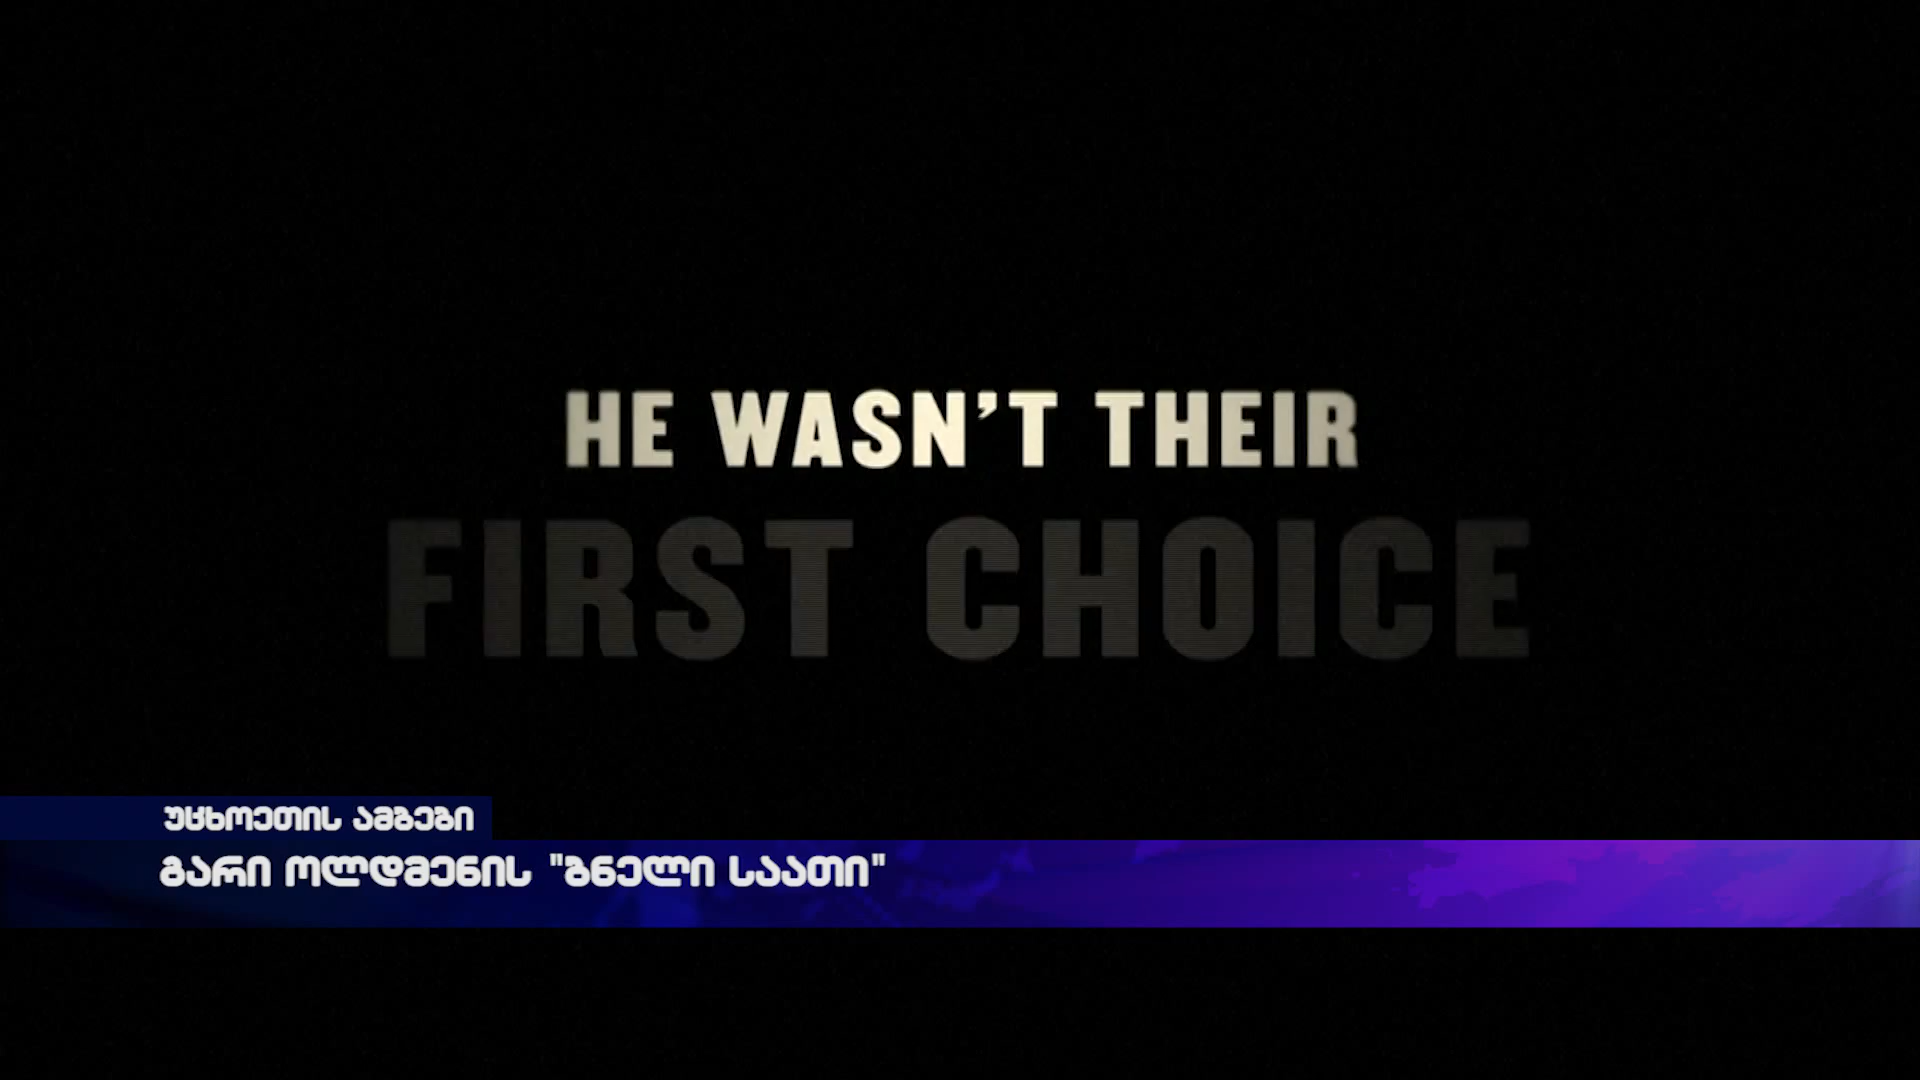 HE WASN'T THEIR
FIRST CHOICE
უცხოეთის ამბები
გარი ოლდმენის "ბნელი საათი"